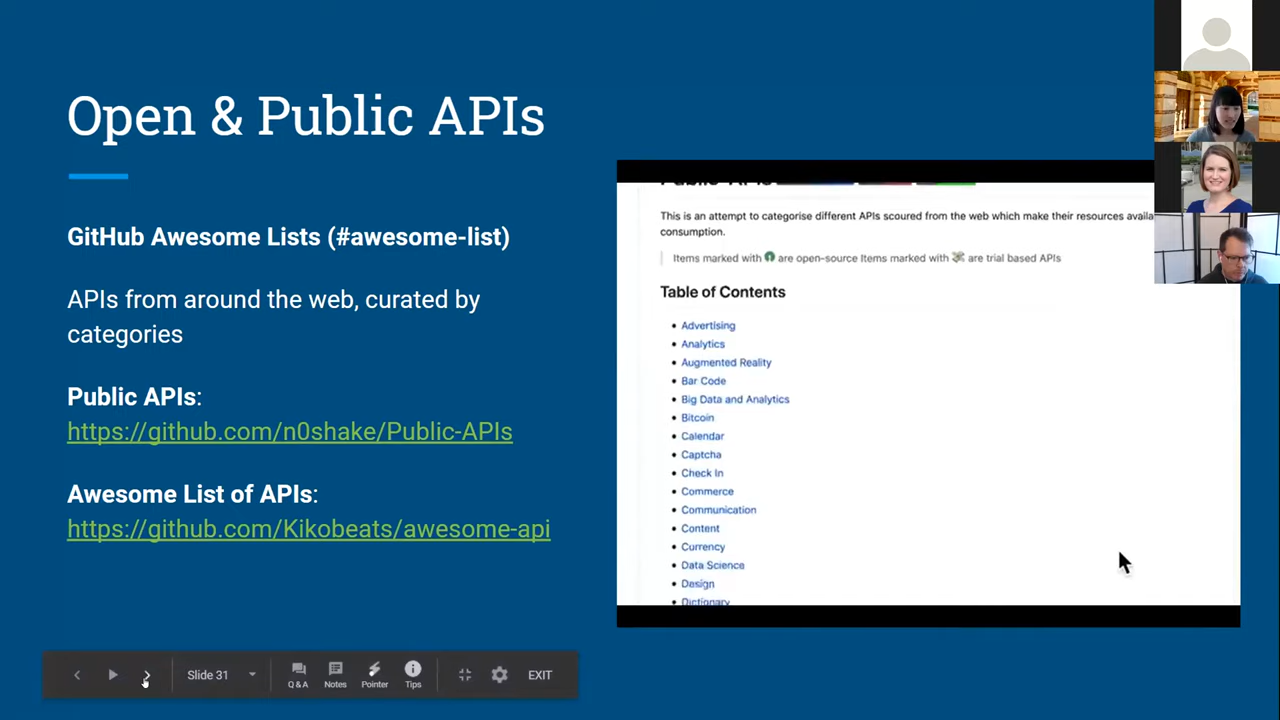 Open & Public APIs
GitHub Awesome Lists (#awesome-list)
APIs from around the web, curated by
categories
Public APIs:
https://github.com/n0shake/Public-APIs
Awesome List of APIs:
https://github.com/Kikobeats/awesome-api
This is an attempt to categorise different APIs scoured from the web which make their resources
consumption.
Items marked with are open-source Items marked with are trial based APIs
Table of Contents
Advertising
Analytics
Augmented Reality
Bar Code
Big Data and Analytics
Bitcoin
Calendar
Captcha
Check In
Commerce
Communication
Content
Currency
Data Science
Design
Dictionary
Slide 31
Q & A
Notes
Pointer
Tips
EXIT